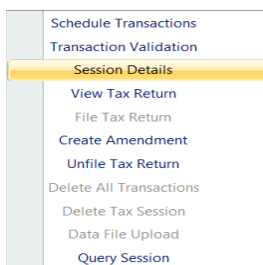 Schedule Transactions
Transaction Validation
Session Details
View Tax Return
File Tax Return
Create Amendment
Unfile Tax Return
Delete All Transactions
Delete Tax Session
Data File Upload
Query Session